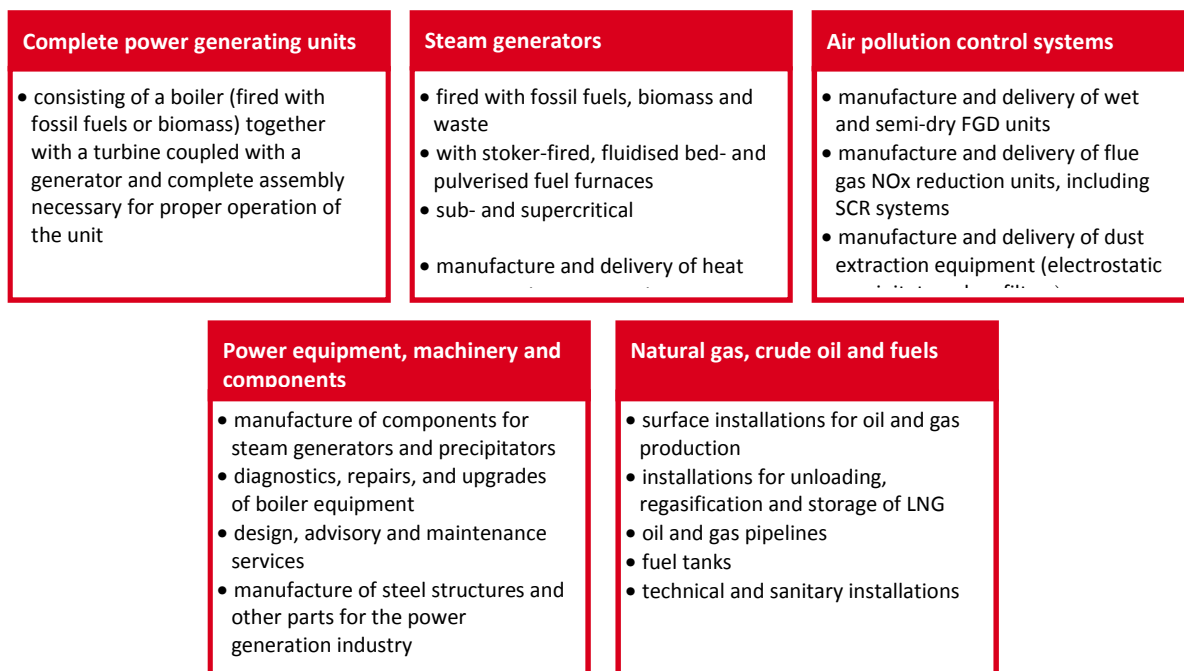 Complete power generating units
• consisting of a boiler (fired with
fossil fuels or biomass) together
with a turbine coupled with a
generator and complete assembly
necessary for proper operation of
the unit
Steam generators
• fired with fossil fuels, biomass and
waste
• with stoker-fired, fluidised bed- and
pulverised fuel furnaces
• sub- and supercritical
• manufacture and delivery of heat
Air pollution control systems
• manufacture and delivery of wet
and semi-dry FGD units
• manufacture and delivery of flue
gas NOx reduction units, including
SCR systems
• manufacture and delivery of dust
extraction equipment (electrostatic
Power equipment, machinery and
components
• manufacture of components for
steam generators and precipitators
• diagnostics, repairs, and upgrades
of boiler equipment
• design, advisory and maintenance
services
• manufacture of steel structures and
other parts for the power
generation industry
Natural gas, crude oil and fuels
• surface installations for oil and gas
production
• installations for unloading,
regasification and storage of LNG
• oil and gas pipelines
• fuel tanks
• technical and sanitary installations